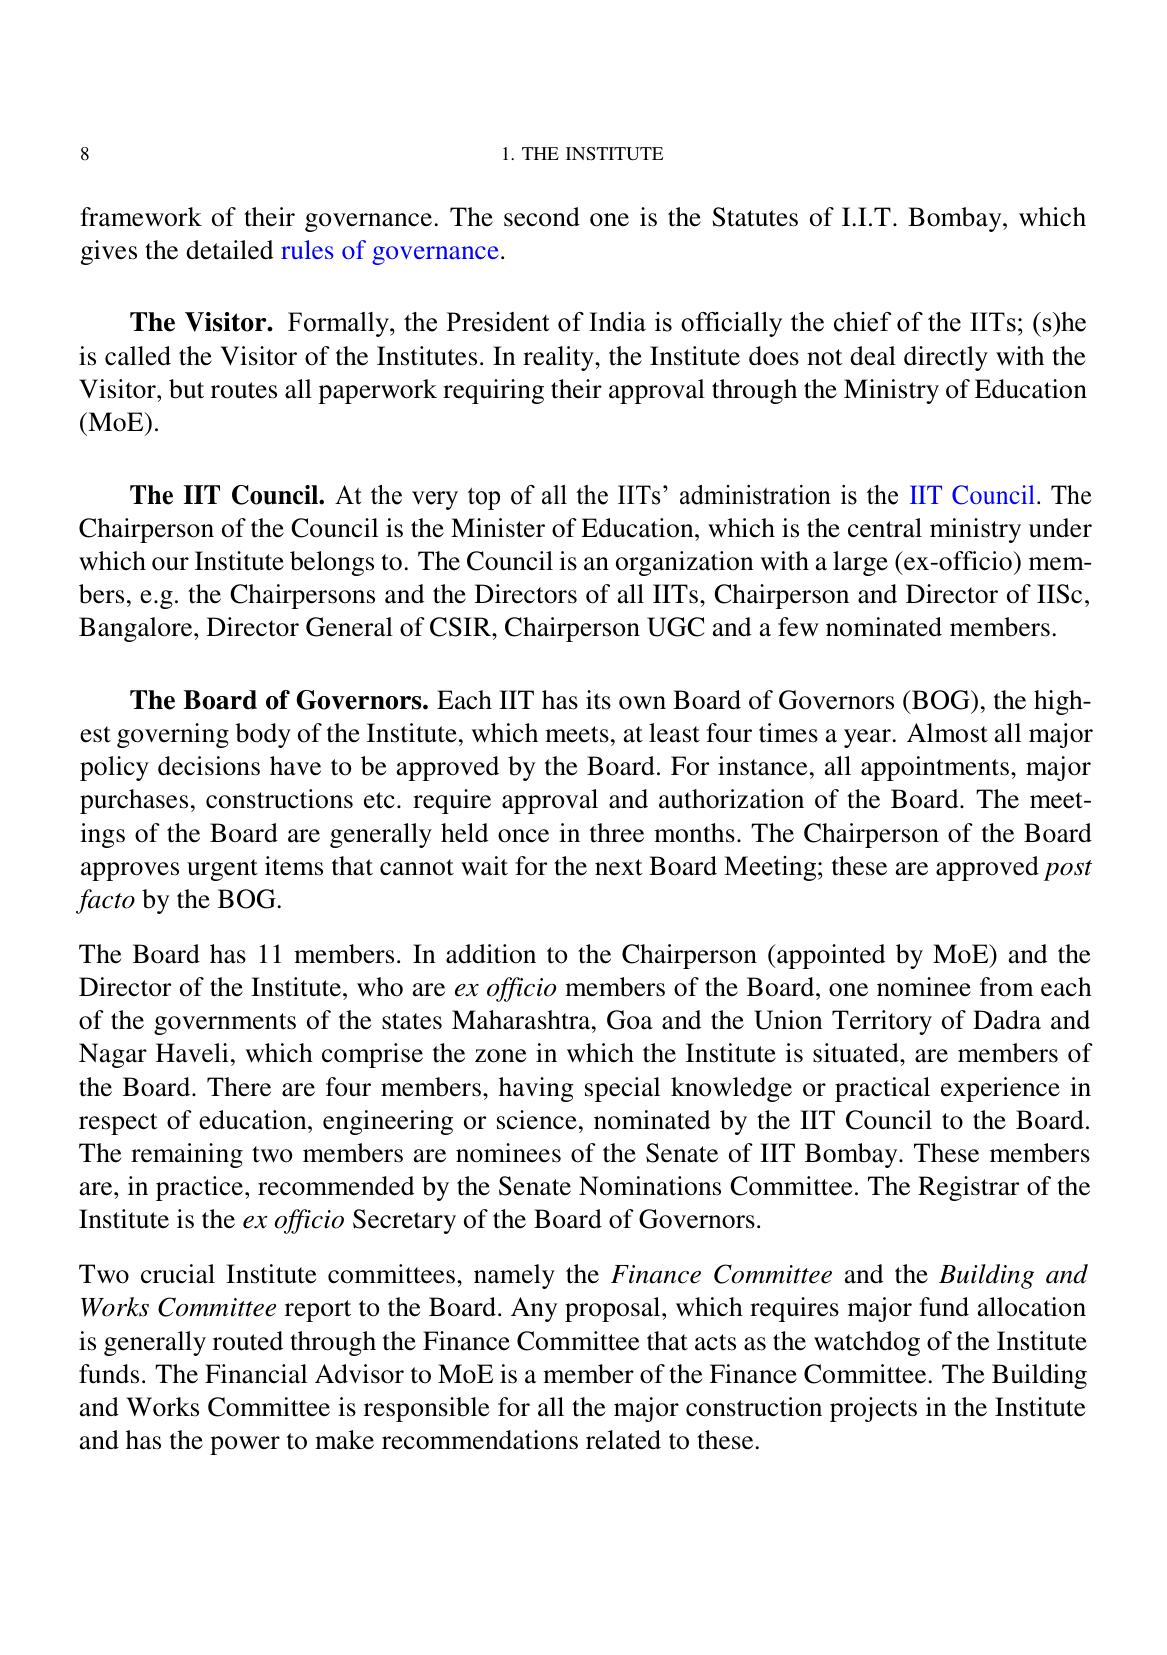 8
1. THE INSTITUTE
framework of their governance. The second one is the Statutes of I.I.T. Bombay, which
gives the detailed rules of governance.
The Visitor. Formally, the President of India is officially the chief of the IITs; (s)he
is called the Visitor of the Institutes. In reality, the Institute does not deal directly with the
Visitor, but routes all paperwork requiring their approval through the Ministry of Education
(MoE).
The IIT Council. At the very top of all the IITs’ administration is the IIT Council. The
Chairperson of the Council is the Minister of Education, which is the central ministry under
which our Institute belongs to. The Council is an organization with a large (ex-officio) mem-
bers, e.g. the Chairpersons and the Directors of all IITs, Chairperson and Director of IISc,
Bangalore, Director General of CSIR, Chairperson UGC and a few nominated members.
The Board of Governors. Each IIT has its own Board of Governors (BOG), the high-
est governing body of the Institute, which meets, at least four times a year. Almost all major
policy decisions have to be approved by the Board. For instance, all appointments, major
purchases, constructions etc. require approval and authorization of the Board. The meet-
ings of the Board are generally held once in three months. The Chairperson of the Board
approves urgent items that cannot wait for the next Board Meeting; these are approved post
facto by the BOG.
The Board has 11 members. In addition to the Chairperson (appointed by MoE) and the
Director of the Institute, who are ex officio members of the Board, one nominee from each
of the governments of the states Maharashtra, Goa and the Union Territory of Dadra and
Nagar Haveli, which comprise the zone in which the Institute is situated, are members of
the Board. There are four members, having special knowledge or practical experience in
respect of education, engineering or science, nominated by the IIT Council to the Board.
The remaining two members are nominees of the Senate of IIT Bombay. These members
are, in practice, recommended by the Senate Nominations Committee. The Registrar of the
Institute is the ex officio Secretary of the Board of Governors.
Two crucial Institute committees, namely the Finance Committee and the Building and
Works Committee report to the Board. Any proposal, which requires major fund allocation
is generally routed through the Finance Committee that acts as the watchdog of the Institute
funds. The Financial Advisor to MoE is a member of the Finance Committee. The Building
and Works Committee is responsible for all the major construction projects in the Institute
and has the power to make recommendations related to these.